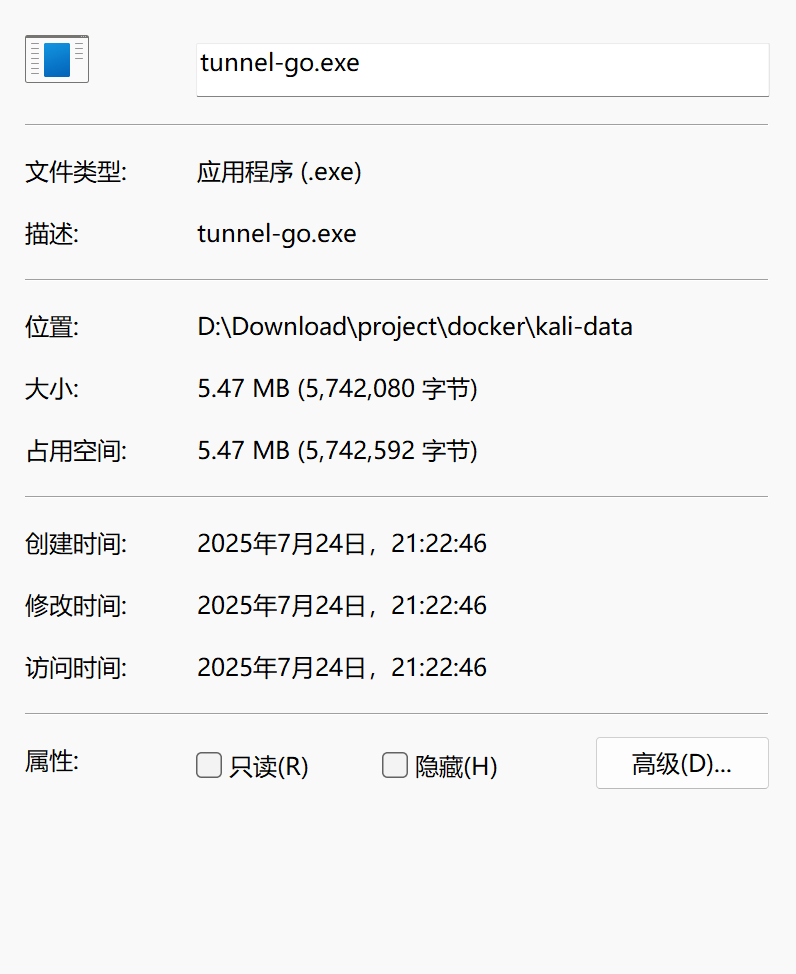 tunnel-go.exe
文件类型: 应用程序 (.exe)
描述: tunnel-go.exe
位置: D:\Download\project\docker\kali-data
大小: 5.47 MB (5,742,080 字节)
占用空间: 5.47 MB (5,742,592 字节)
创建时间: 2025年7月24日，21:22:46
修改时间: 2025年7月24日，21:22:46
访问时间: 2025年7月24日，21:22:46
属性: 只读(R) 隐藏(H) 高级(D)...